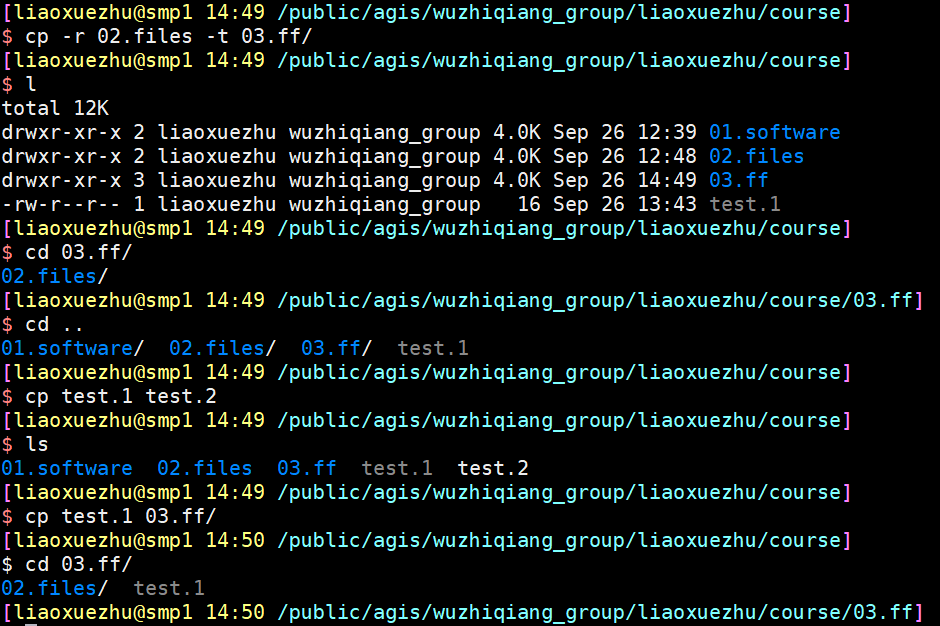 [liaoxuezhu@smp1 14:49 /public/agis/wuzhiqiang_group/liaoxuezhu/course]
$ cp -r 02.files -t 03.ff/
[liaoxuezhu@smp1 14:49 /public/agis/wuzhiqiang_group/liaoxuezhu/course]
$ l
total 12K
drwxr-xr-x 2 liaoxuezhu wuzhiqiang_group 4.0K Sep 26 12:39 01.software
drwxr-xr-x 2 liaoxuezhu wuzhiqiang_group 4.0K Sep 26 12:48 02.files
drwxr-xr-x 3 liaoxuezhu wuzhiqiang_group 4.0K Sep 26 14:49 03.ff
-rw-r--r-- 1 liaoxuezhu wuzhiqiang_group   16 Sep 26 13:43 test.1
[liaoxuezhu@smp1 14:49 /public/agis/wuzhiqiang_group/liaoxuezhu/course]
$ cd 03.ff/
02.files/
[liaoxuezhu@smp1 14:49 /public/agis/wuzhiqiang_group/liaoxuezhu/course/03.ff]
$ cd ..
01.software/  02.files/  03.ff/  test.1
[liaoxuezhu@smp1 14:49 /public/agis/wuzhiqiang_group/liaoxuezhu/course]
$ cp test.1 test.2
[liaoxuezhu@smp1 14:49 /public/agis/wuzhiqiang_group/liaoxuezhu/course]
$ ls
01.software  02.files  03.ff  test.1  test.2
[liaoxuezhu@smp1 14:49 /public/agis/wuzhiqiang_group/liaoxuezhu/course]
$ cp test.1 03.ff/
[liaoxuezhu@smp1 14:50 /public/agis/wuzhiqiang_group/liaoxuezhu/course]
$ cd 03.ff/
02.files/  test.1
[liaoxuezhu@smp1 14:50 /public/agis/wuzhiqiang_group/liaoxuezhu/course/03.ff]